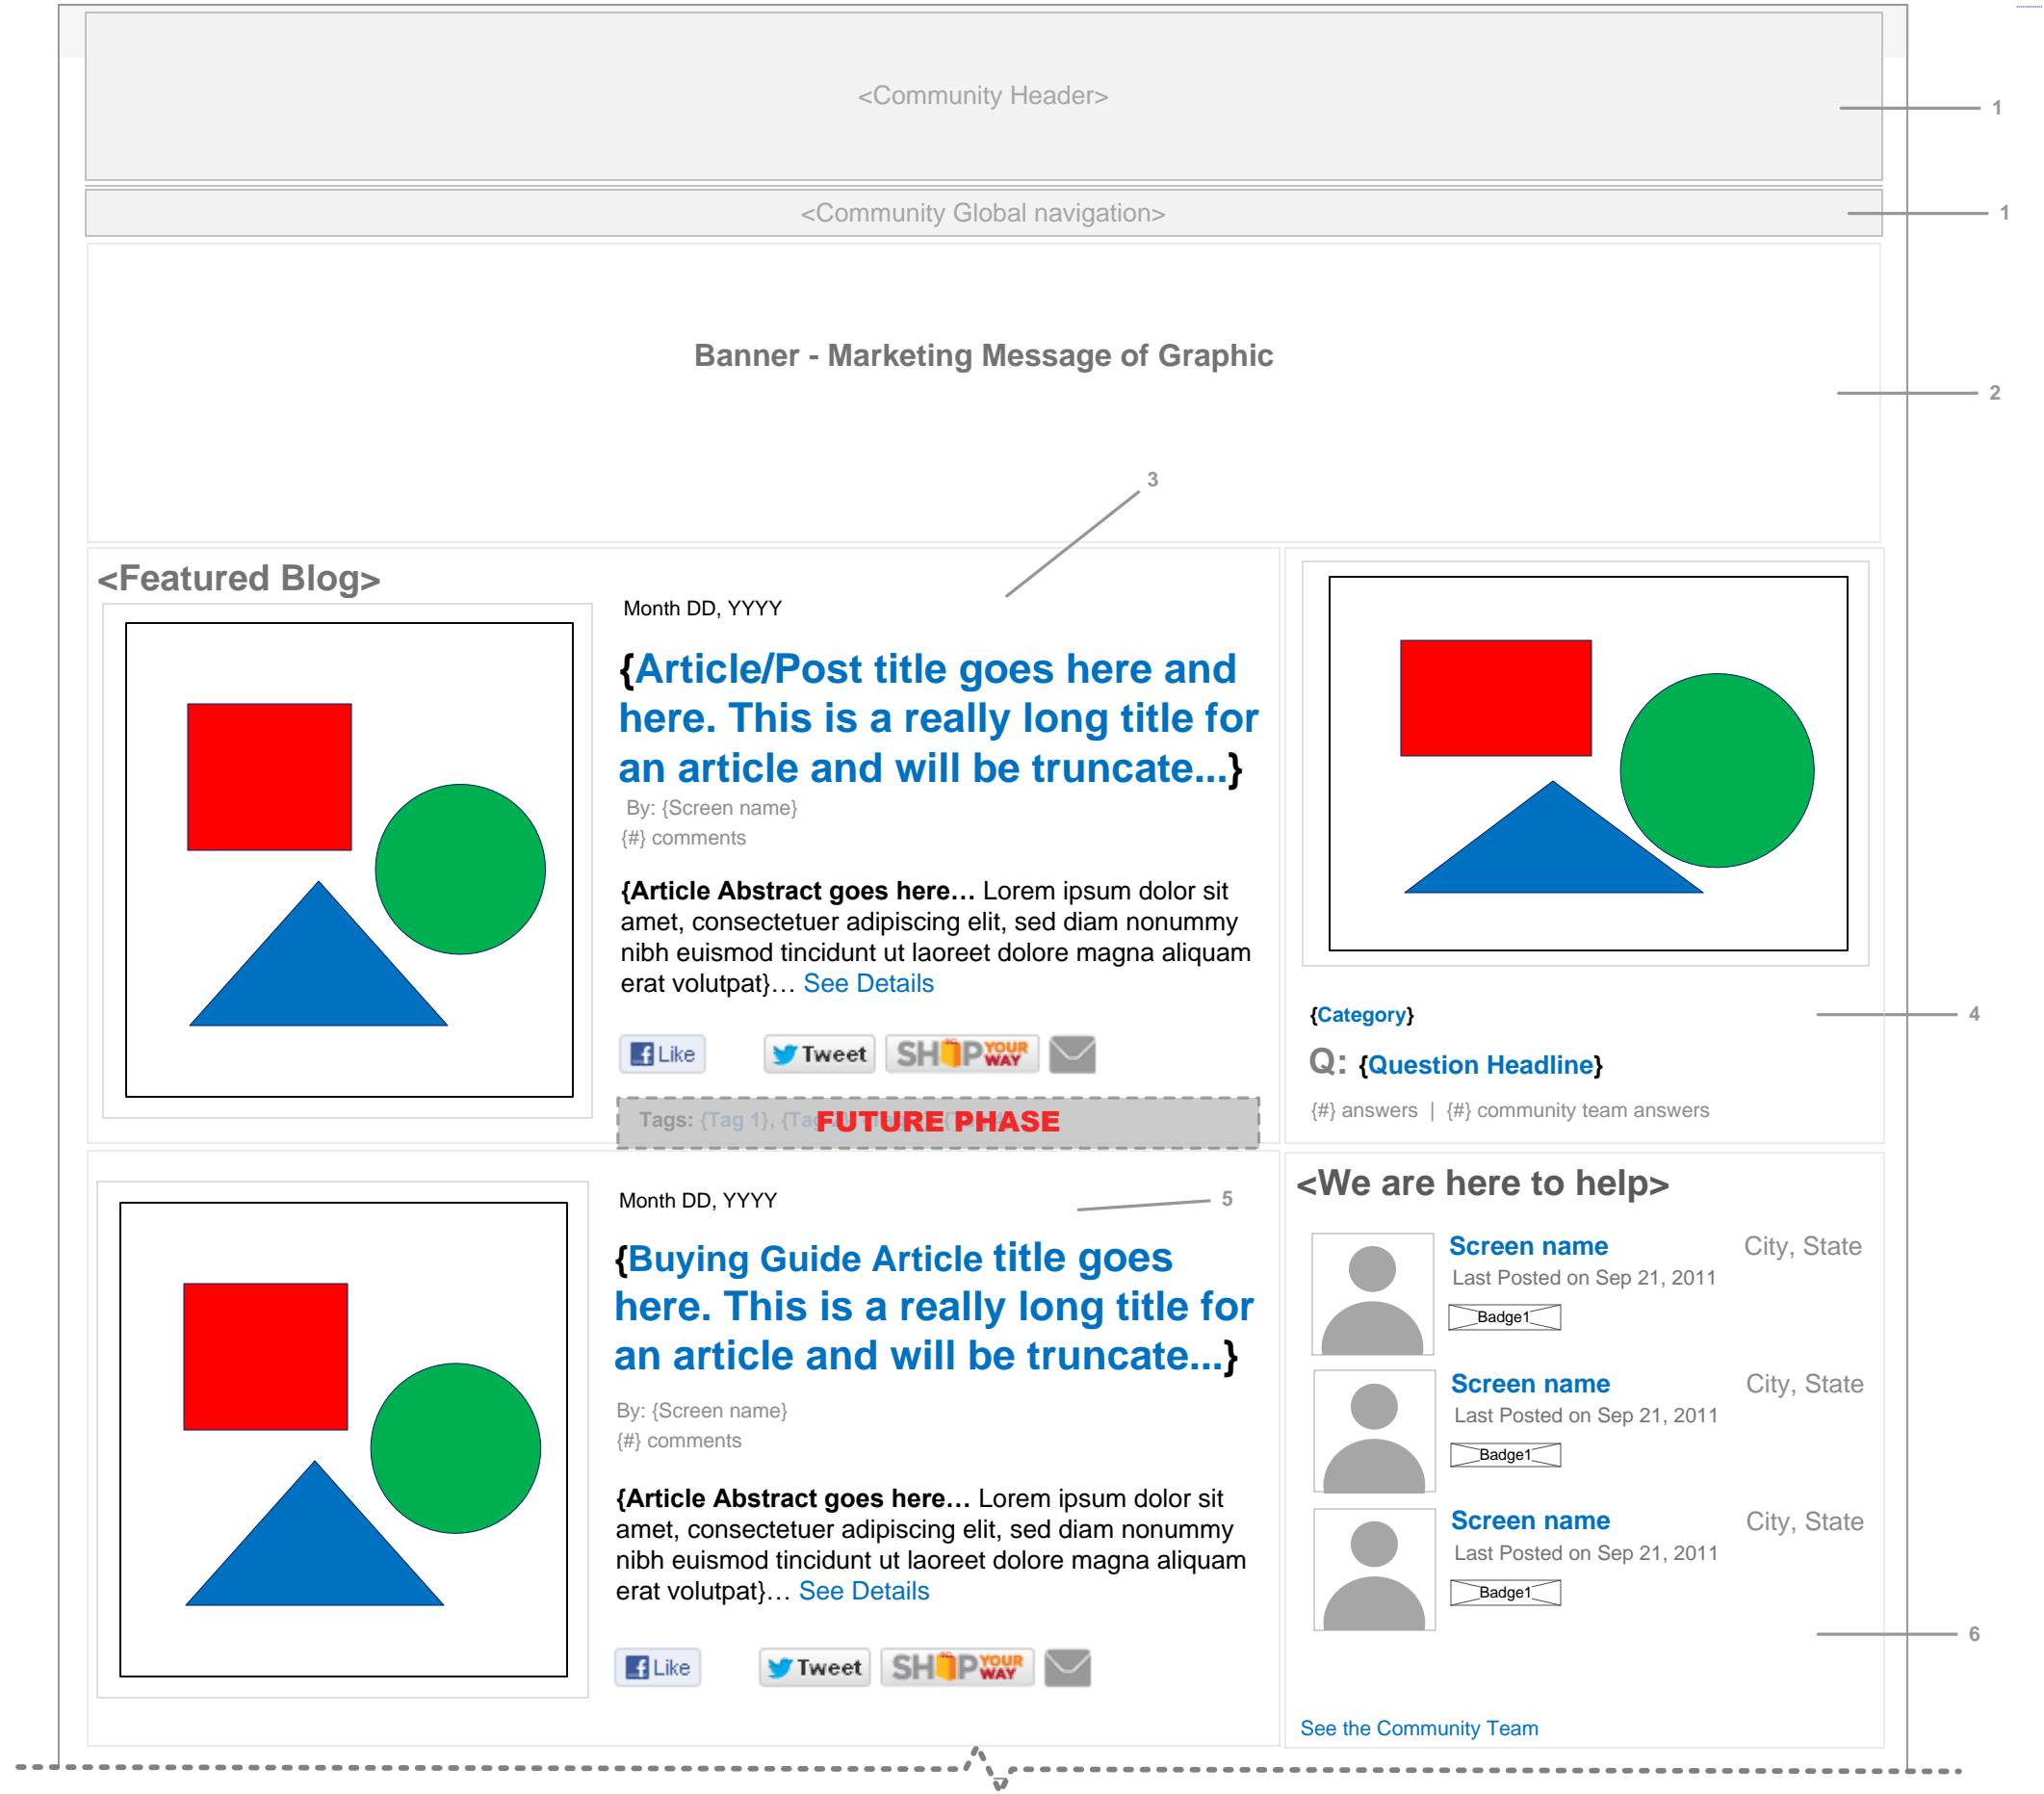 <Community Header>
1
<Community Global navigation>
1
Banner - Marketing Message of Graphic
2
3
<Featured Blog>
Month DD, YYYY
{Article/Post title goes here and
here. This is a really long title for
an article and will be truncate...}
By: {Screen name}
{#} comments
{Article Abstract goes here… Lorem ipsum dolor sit
amet, consectetuer adipiscing elit, sed diam nonummy
nibh euismod tincidunt ut laoreet dolore magna aliquam
erat volutpat}… See Details
Like
Tweet
SHOP YOUR WAY
Tags: {Tag 1}, {Tag
FUTURE PHASE
{Category}
4
Q: {Question Headline}
{#} answers | {#} community team answers
Month DD, YYYY
5
{Buying Guide Article title goes
here. This is a really long title for
an article and will be truncate...}
By: {Screen name}
{#} comments
{Article Abstract goes here… Lorem ipsum dolor sit
amet, consectetuer adipiscing elit, sed diam nonummy
nibh euismod tincidunt ut laoreet dolore magna aliquam
erat volutpat}… See Details
Like
Tweet
SHOP YOUR WAY
<We are here to help>
Screen name
City, State
Last Posted on Sep 21, 2011
Badge1
Screen name
City, State
Last Posted on Sep 21, 2011
Badge1
Screen name
City, State
Last Posted on Sep 21, 2011
Badge1
6
See the Community Team